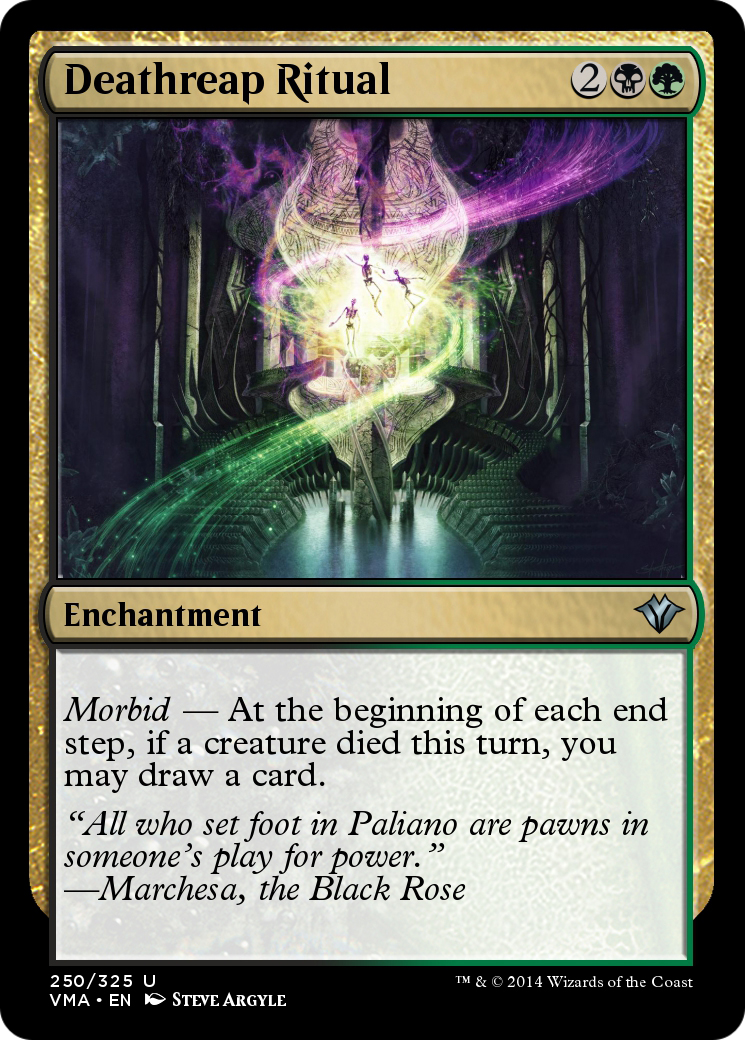 Deathreap Ritual 2
Enchantment
Morbid — At the beginning of each end
step, if a creature died this turn, you
may draw a card.
“All who set foot in Paliano are pawns in
someone’s play for power.”
—Marchesa, the Black Rose
250/325 U
™ & © 2014 Wizards of the Coast
VMA • EN STEVE ARGYLE